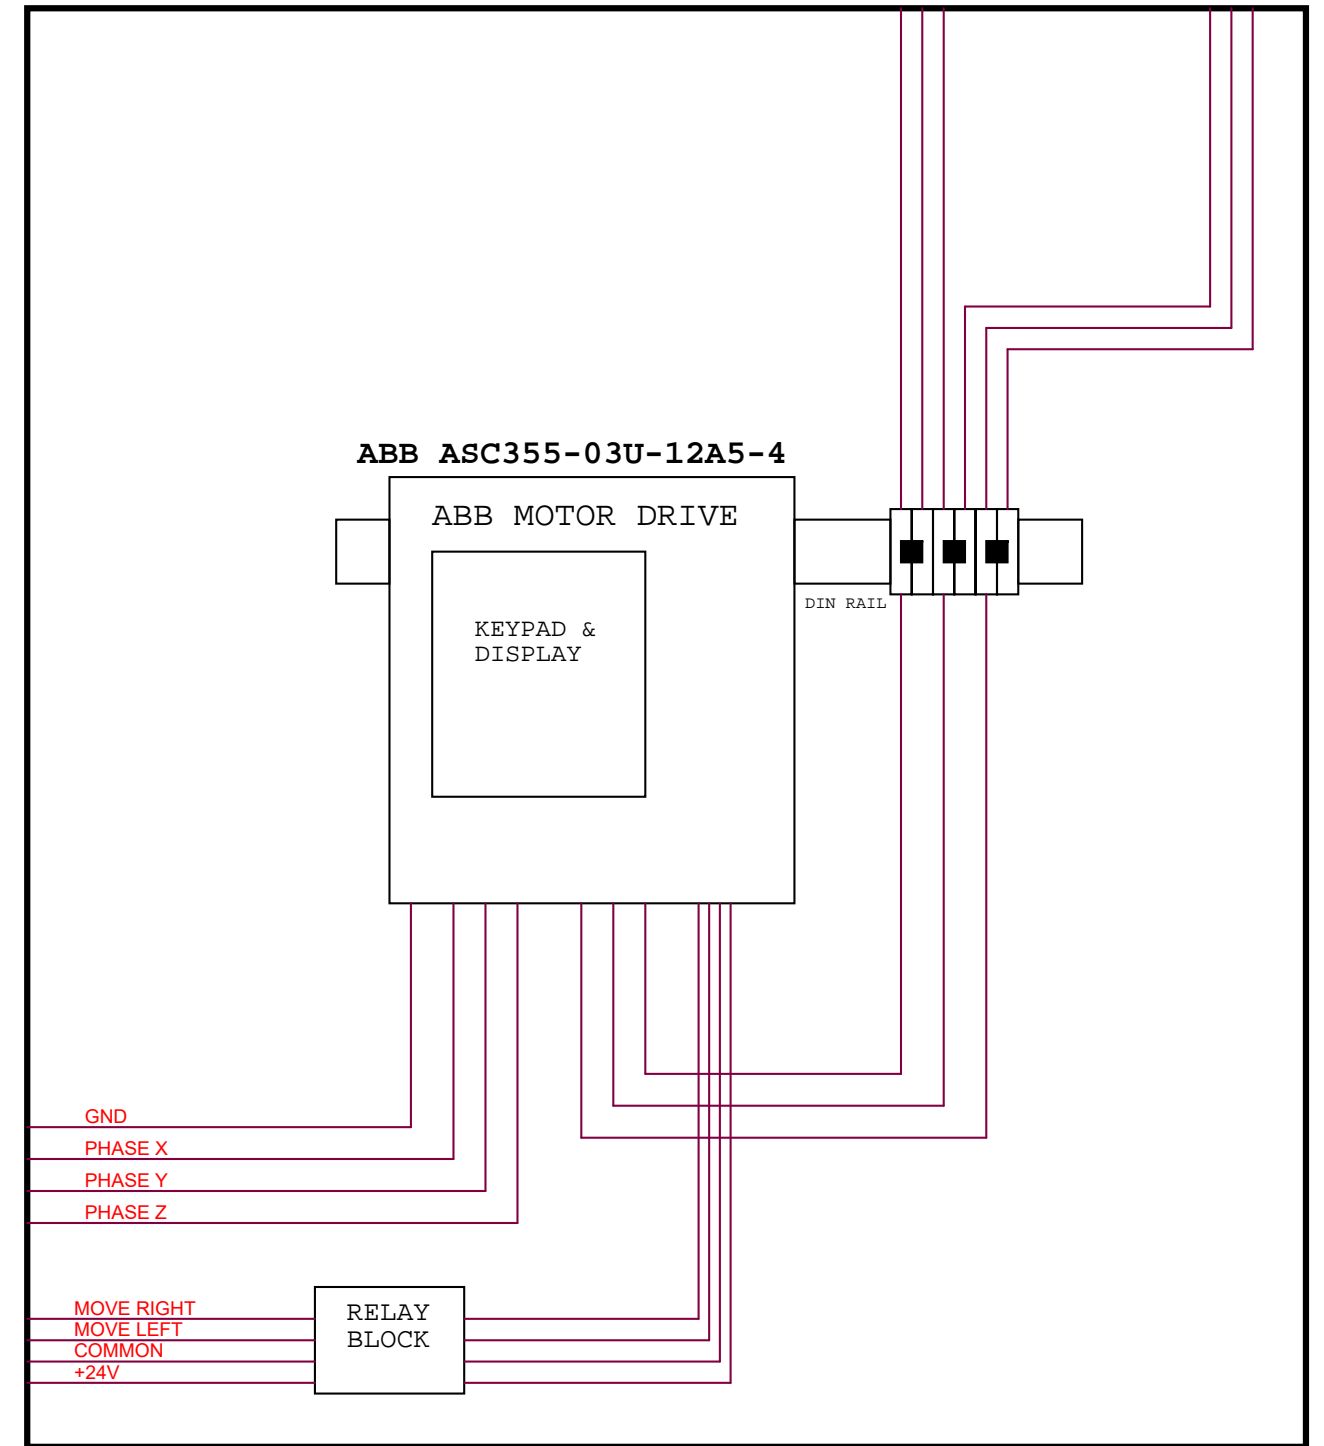 ABB ASC355-03U-12A5-4
ABB MOTOR DRIVE
KEYPAD &
DISPLAY
DIN RAIL
GND
PHASE X
PHASE Y
PHASE Z
MOVE RIGHT
MOVE LEFT
COMMON
+24V
RELAY
BLOCK